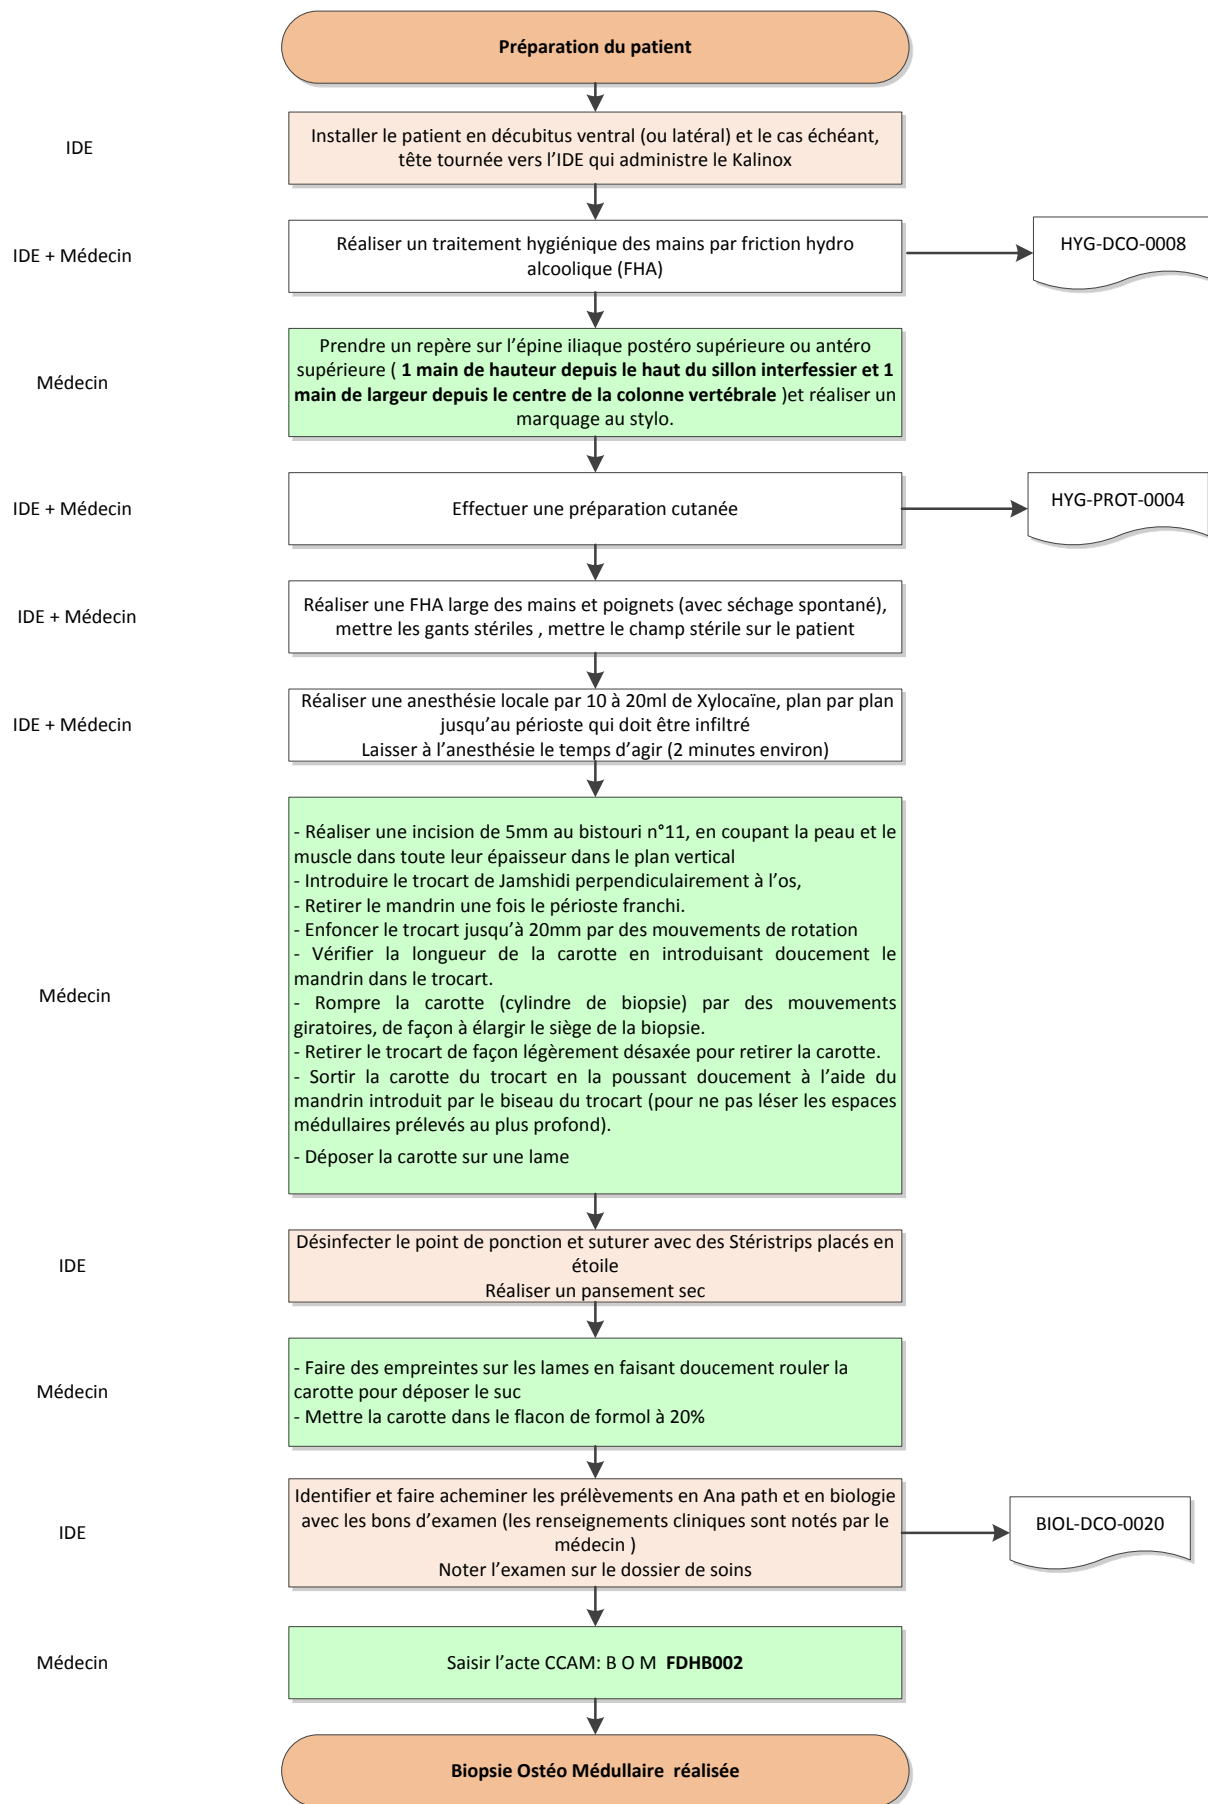 Préparation du patient
IDE
Installer le patient en décubitus ventral (ou latéral) et le cas échéant,
tête tournée vers l'IDE qui administre le Kalinox
IDE + Médecin
Réaliser un traitement hygiénique des mains par friction hydro
alcoolique (FHA)
HYG-DCO-0008
Médecin
Prendre un repère sur l'épine iliaque postéro supérieure ou antéro
supérieure ( 1 main de hauteur depuis le haut du sillon interfessier et 1
main de largeur depuis le centre de la colonne vertébrale )et réaliser un
marquage au stylo.
IDE + Médecin
Effectuer une préparation cutanée
HYG-PROT-0004
IDE + Médecin
Réaliser une FHA large des mains et poignets (avec séchage spontané),
mettre les gants stériles , mettre le champ stérile sur le patient
IDE + Médecin
Réaliser une anesthésie locale par 10 à 20ml de Xylocaïne, plan par plan
jusqu'au périoste qui doit être infiltré
Laisser à l'anesthésie le temps d'agir (2 minutes environ)
Médecin
- Réaliser une incision de 5mm au bistouri n°11, en coupant la peau et le
muscle dans toute leur épaisseur dans le plan vertical
- Introduire le trocart de Jamshidi perpendiculairement à l'os,
- Retirer le mandrin une fois le périoste franchi.
- Enfoncer le trocart jusqu'à 20mm par des mouvements de rotation
- Vérifier la longueur de la carotte en introduisant doucement le
mandrin dans le trocart.
- Rompre la carotte (cylindre de biopsie) par des mouvements
giratoires, de façon à élargir le siège de la biopsie.
- Retirer le trocart de façon légèrement désaxée pour retirer la carotte.
- Sortir la carotte du trocart en la poussant doucement à l'aide du
mandrin introduit par le biseau du trocart (pour ne pas léser les espaces
médullaires prélevés au plus profond).
- Déposer la carotte sur une lame
IDE
Désinfecter le point de ponction et suturer avec des Stéristrips placés en
étoile
Réaliser un pansement sec
Médecin
- Faire des empreintes sur les lames en faisant doucement rouler la
carotte pour déposer le suc
- Mettre la carotte dans le flacon de formol à 20%
IDE
Identifier et faire acheminer les prélèvements en Ana path et en biologie
avec les bons d'examen (les renseignements cliniques sont notés par le
médecin )
Noter l'examen sur le dossier de soins
BIOL-DCO-0020
Médecin
Saisir l'acte CCAM: B O M FDHB002
Biopsie Ostéo Médullaire réalisée